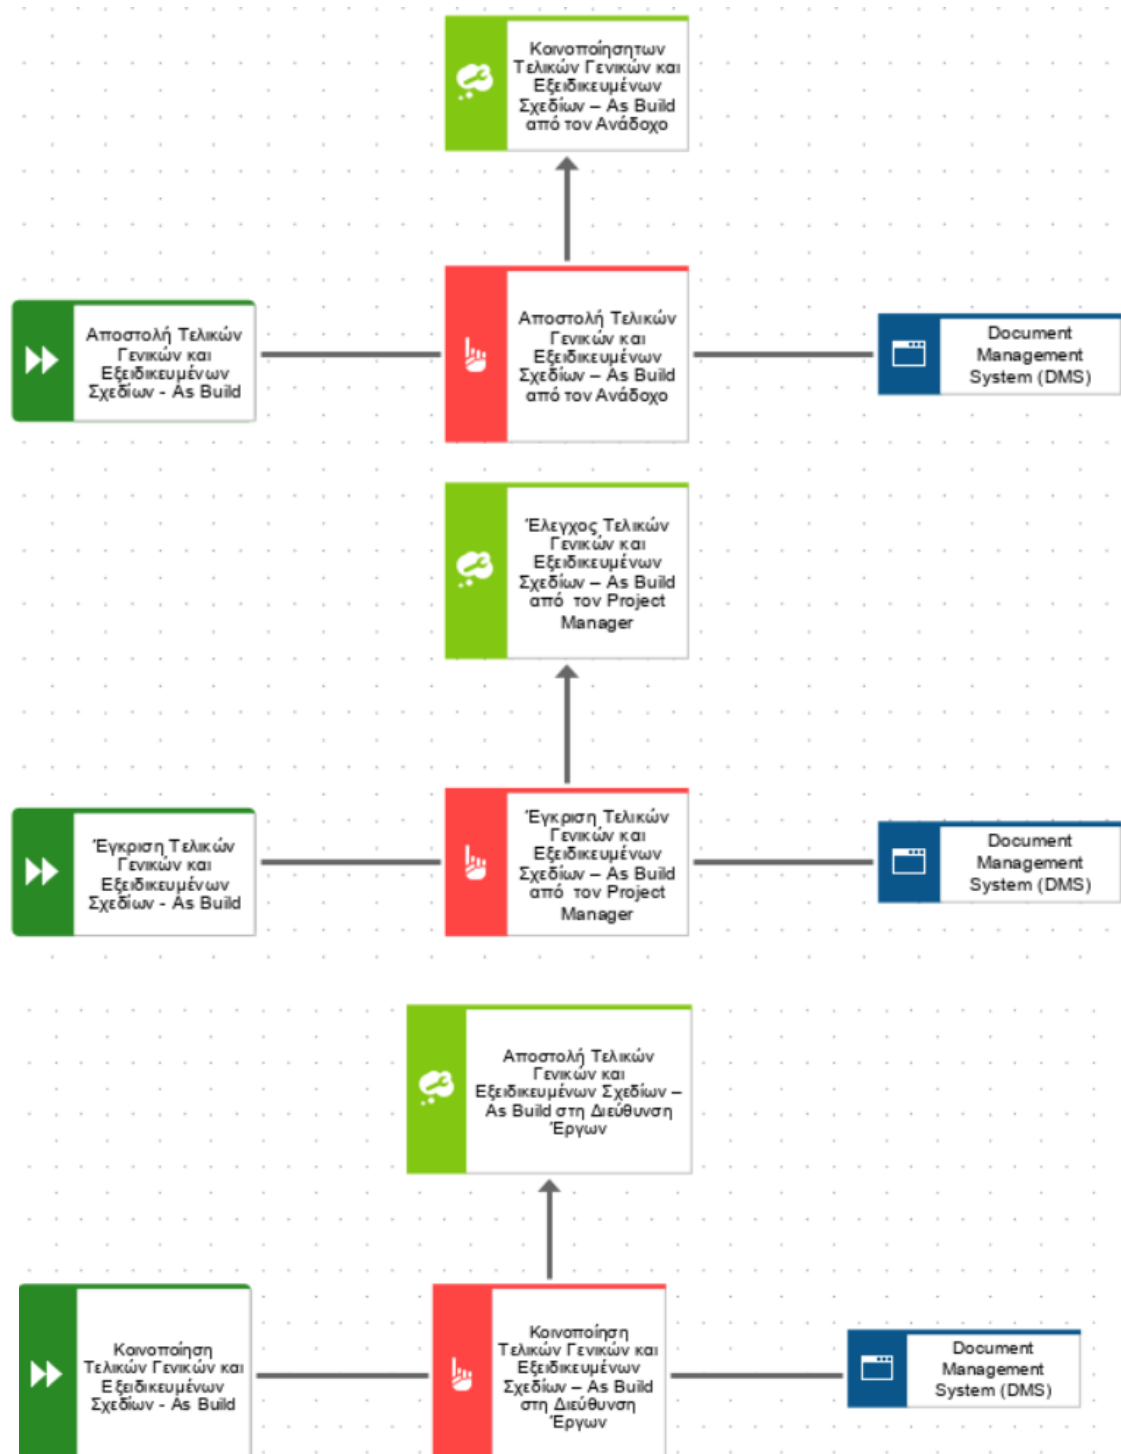 Κοινοποίησητων
Τελικών Γενικών και
Εξειδικευμένων
Σχεδίων – As Build
από τον Ανάδοχο
Αποστολή Τελικών
Γενικών και
Εξειδικευμένων
Σχεδίων - As Build
Αποστολή Τελικών
Γενικών και
Εξειδικευμένων
Σχεδίων – As Build
από τον Ανάδοχο
Document
Management
System (DMS)
Έλεγχος Τελικών
Γενικών και
Εξειδικευμένων
Σχεδίων – As Build
από τον Project
Manager
Έγκριση Τελικών
Γενικών και
Εξειδικευμένων
Σχεδίων - As Build
Έγκριση Τελικών
Γενικών και
Εξειδικευμένων
Σχεδίων – As Build
από τον Project
Manager
Document
Management
System (DMS)
Αποστολή Τελικών
Γενικών και
Εξειδικευμένων Σχεδίων –
As Build στη Διεύθυνση
Έργων
Κοινοποίηση
Τελικών Γενικών και
Εξειδικευμένων
Σχεδίων - As Build
Κοινοποίηση
Τελικών Γενικών και
Εξειδικευμένων
Σχεδίων – As Build
στη Διεύθυνση
Έργων
Document
Management
System (DMS)